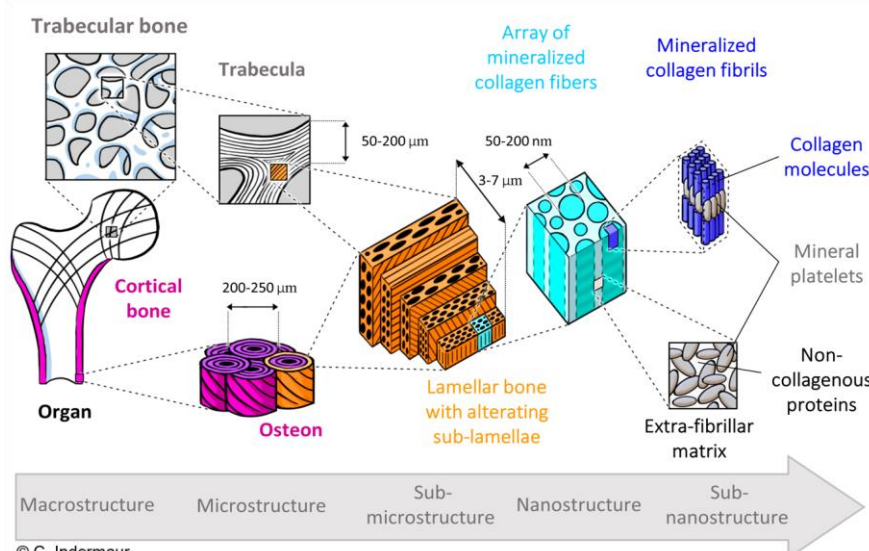 Trabecular bone
Trabecula
Array of
mineralized
collagen fibers
Mineralized
collagen fibrils
50-200 µm
50-200 nm
3-7 µm
Collagen
molecules
Mineral
platelets
Cortical
bone
200-250 µm
Non-
collagenous
proteins
Organ
Osteon
Lamellar bone
with alterating
sub-lamellae
Extra-fibrillar
matrix
Macrostructure
Microstructure
Sub-
microstructure
Nanostructure
Sub-
nanostructure
© C. Indermaur